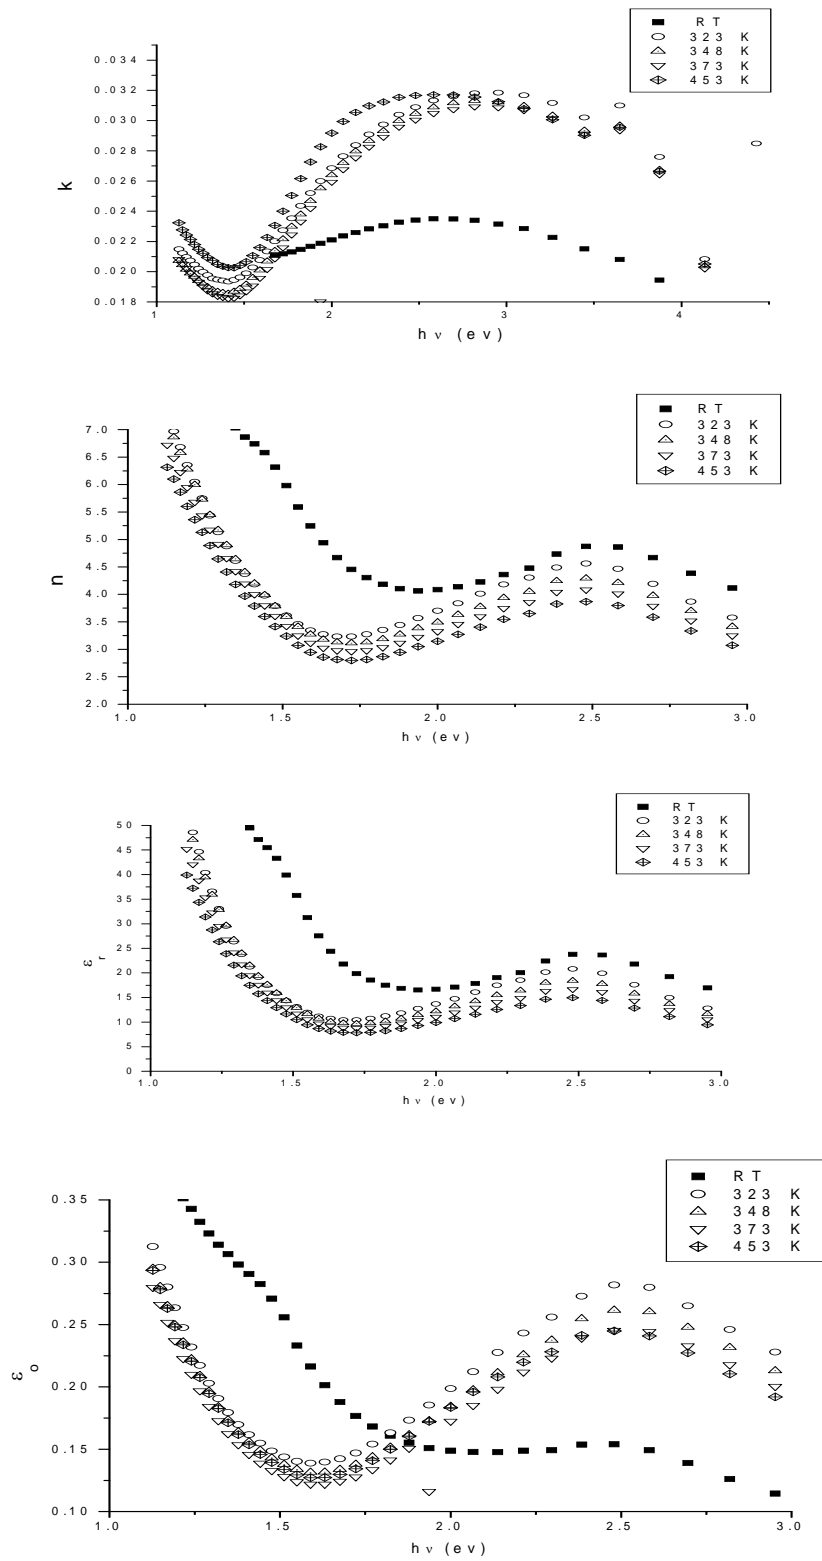 RT
323 K
348 K
373 K
453 K
0.034
0.032
0.030
0.028
0.026
0.024
0.022
0.020
0.018
k
1 2 3 4
hν (ev)
RT
323 K
348 K
373 K
453 K
7.0
6.5
6.0
5.5
5.0
4.5
4.0
3.5
3.0
2.5
2.0
n
1.0 1.5 2.0 2.5 3.0
hν (ev)
RT
323 K
348 K
373 K
453 K
50
45
40
35
30
25
20
15
10
5
0
εr
1.0 1.5 2.0 2.5 3.0
hν (ev)
RT
323 K
348 K
373 K
453 K
0.35
0.30
0.25
0.20
0.15
0.10
εo
1.0 1.5 2.0 2.5 3.0
hν (ev)